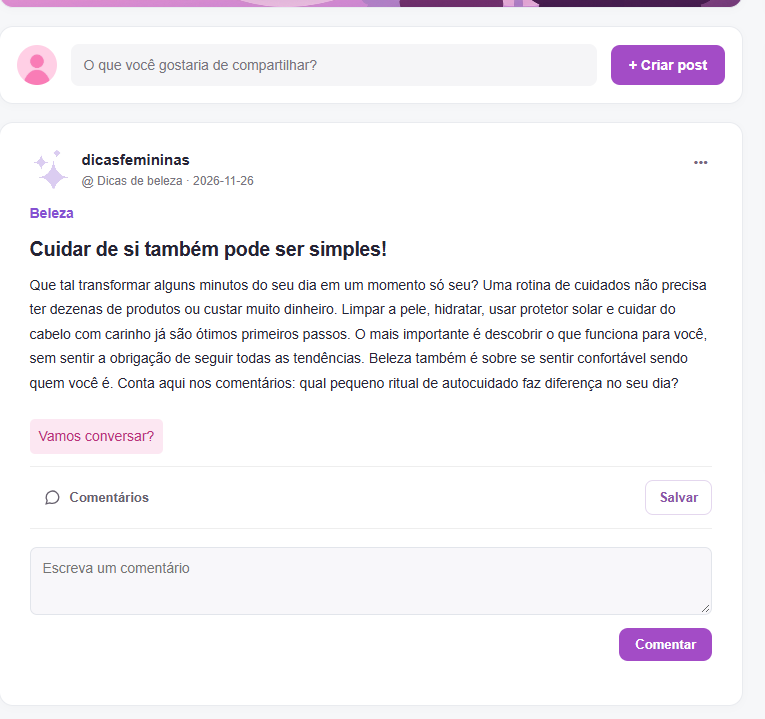 O que você gostaria de compartilhar?
+ Criar post
dicasfemininas
@ Dicas de beleza · 2026-11-26
Beleza
Cuidar de si também pode ser simples!
Que tal transformar alguns minutos do seu dia em um momento só seu? Uma rotina de cuidados não precisa
ter dezenas de produtos ou custar muito dinheiro. Limpar a pele, hidratar, usar protetor solar e cuidar do
cabelo com carinho já são ótimos primeiros passos. O mais importante é descobrir o que funciona para você,
sem sentir a obrigação de seguir todas as tendências. Beleza também é sobre se sentir confortável sendo
quem você é. Conta aqui nos comentários: qual pequeno ritual de autocuidado faz diferença no seu dia?
Vamos conversar?
Comentários
Salvar
Escreva um comentário
Comentar